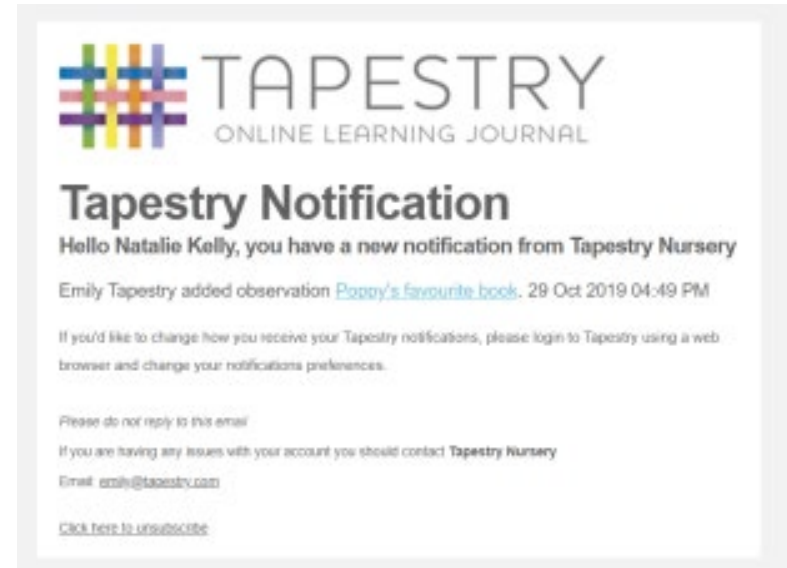 TAPESTRY
ONLINE LEARNING JOURNAL
Tapestry Notification
Hello Natalie Kelly, you have a new notification from Tapestry Nursery
Emily Tapestry added observation Poppy's favourite book. 29 Oct 2019 04:49 PM
If you'd like to change how you receive your Tapestry notifications, please login to Tapestry using a web
browser and change your notifications preferences.
Please do not reply to this email
If you are having any issues with your account you should contact Tapestry Nursery
Email: emily@tapestry.com
Click here to unsubscribe